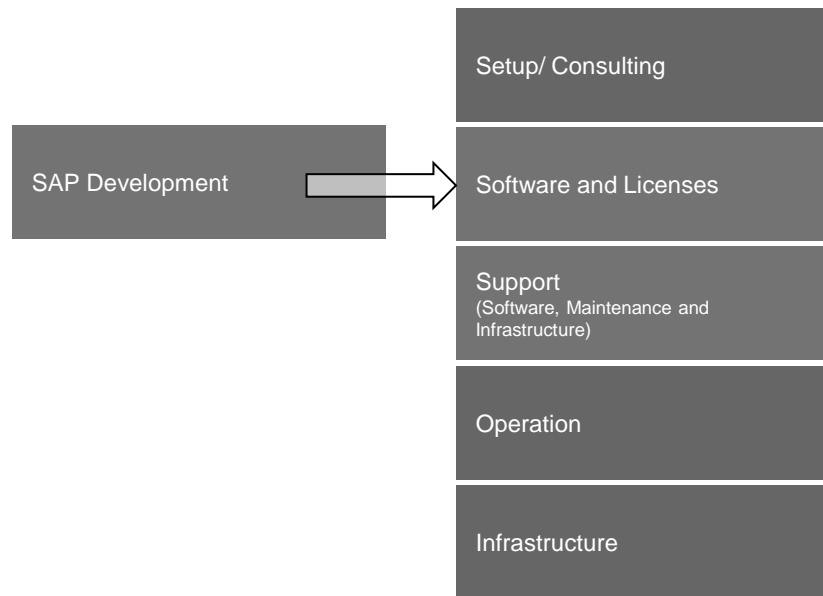 Setup/ Consulting
SAP Development
Software and Licenses
Support
(Software, Maintenance and
Infrastructure)
Operation
Infrastructure